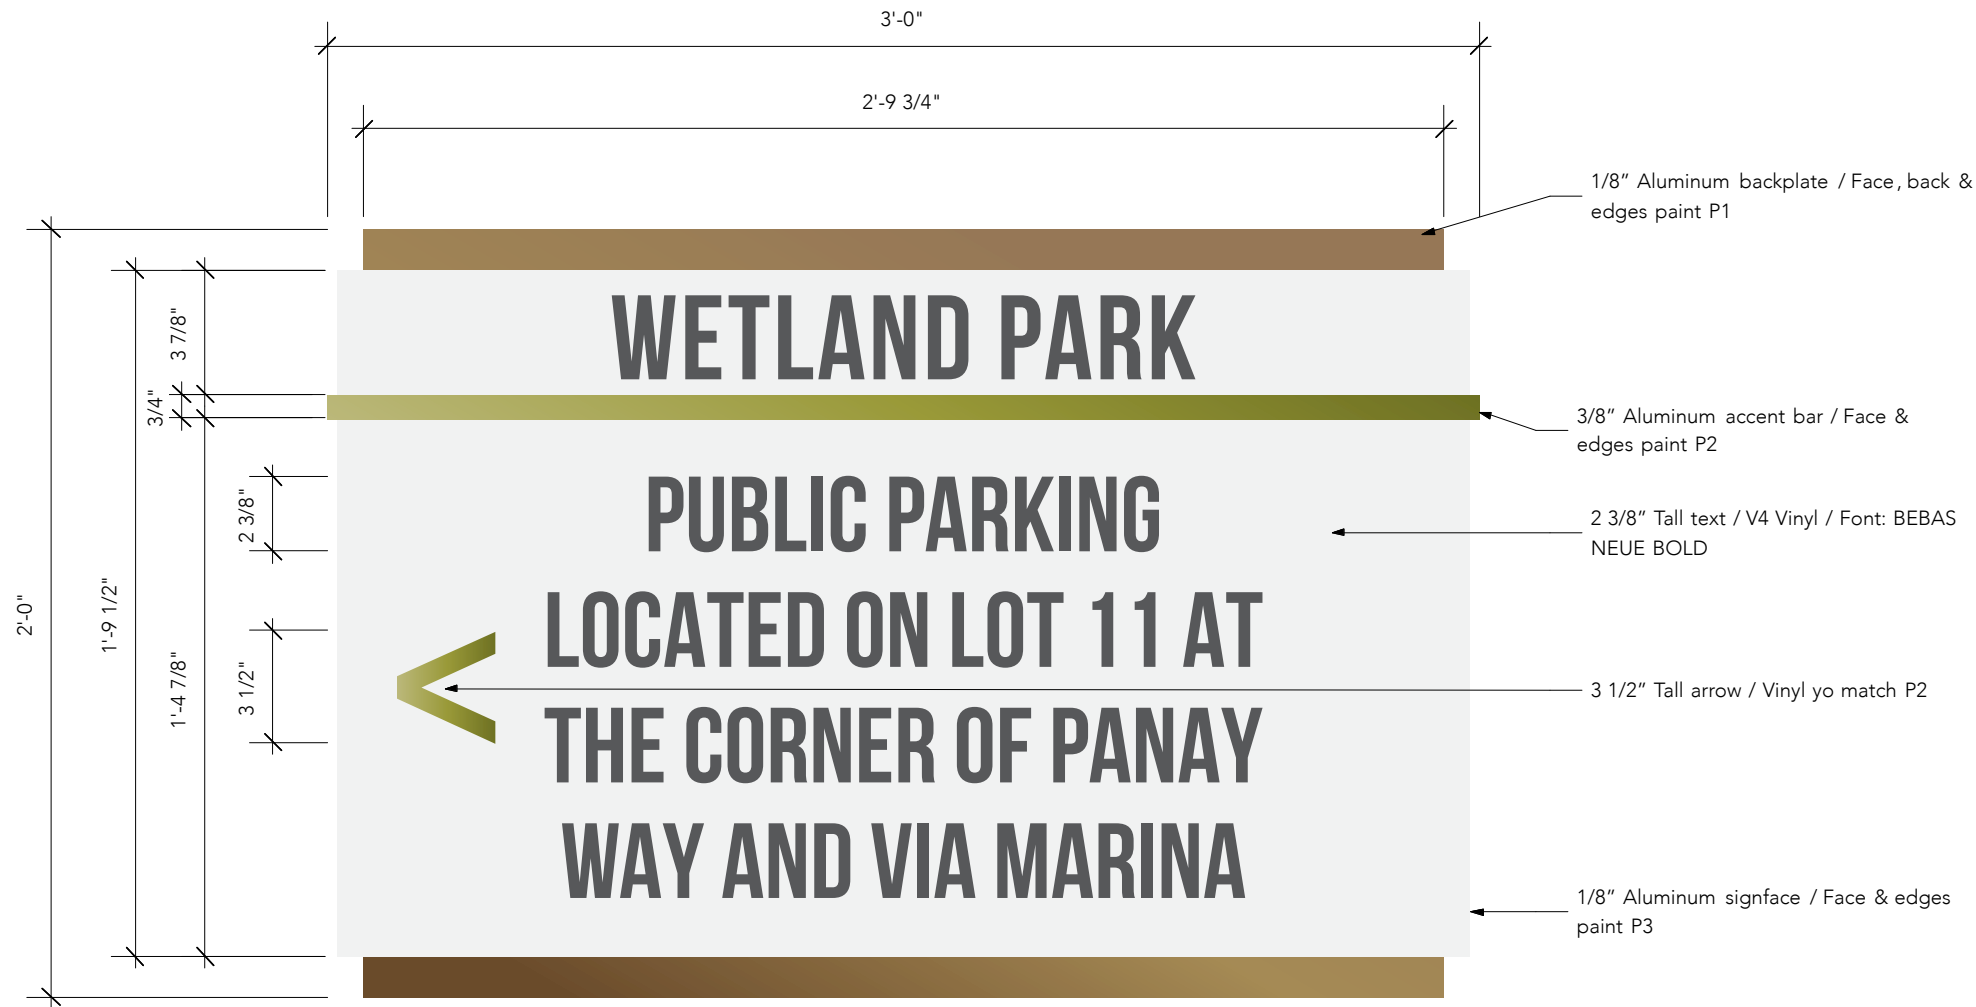 3'-0"
2'-9 3/4"
1/8” Aluminum backplate / Face, back &
edges paint P1
WETLAND PARK
3 7/8"
3/4"
3/8” Aluminum accent bar / Face &
edges paint P2
PUBLIC PARKING
LOCATED ON LOT 11 AT
THE CORNER OF PANAY
WAY AND VIA MARINA
2 3/8"
2 3/8” Tall text / V4 Vinyl / Font: BEBAS
NEUE BOLD
2'-0"
1'-9 1/2"
1'-4 7/8"
3 1/2"
<
3 1/2” Tall arrow / Vinyl yo match P2
1/8” Aluminum signface / Face & edges
paint P3